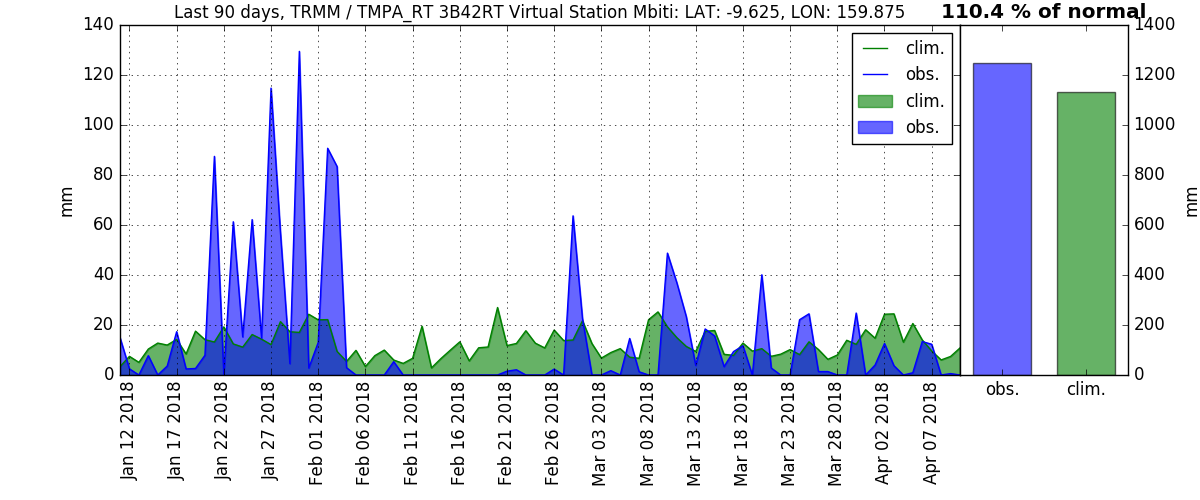 Last 90 days, TRMM / TMPA_RT 3B42RT Virtual Station Mbiti: LAT: -9.625, LON: 159.875
110.4 % of normal
140
120
100
80
60
40
20
0
mm
clim.
obs.
clim.
obs.
1400
1200
1000
800
600
400
200
0
mm
Jan 12 2018
Jan 17 2018
Jan 22 2018
Jan 27 2018
Feb 01 2018
Feb 06 2018
Feb 11 2018
Feb 16 2018
Feb 21 2018
Feb 26 2018
Mar 03 2018
Mar 08 2018
Mar 13 2018
Mar 18 2018
Mar 23 2018
Mar 28 2018
Apr 02 2018
Apr 07 2018
obs.
clim.